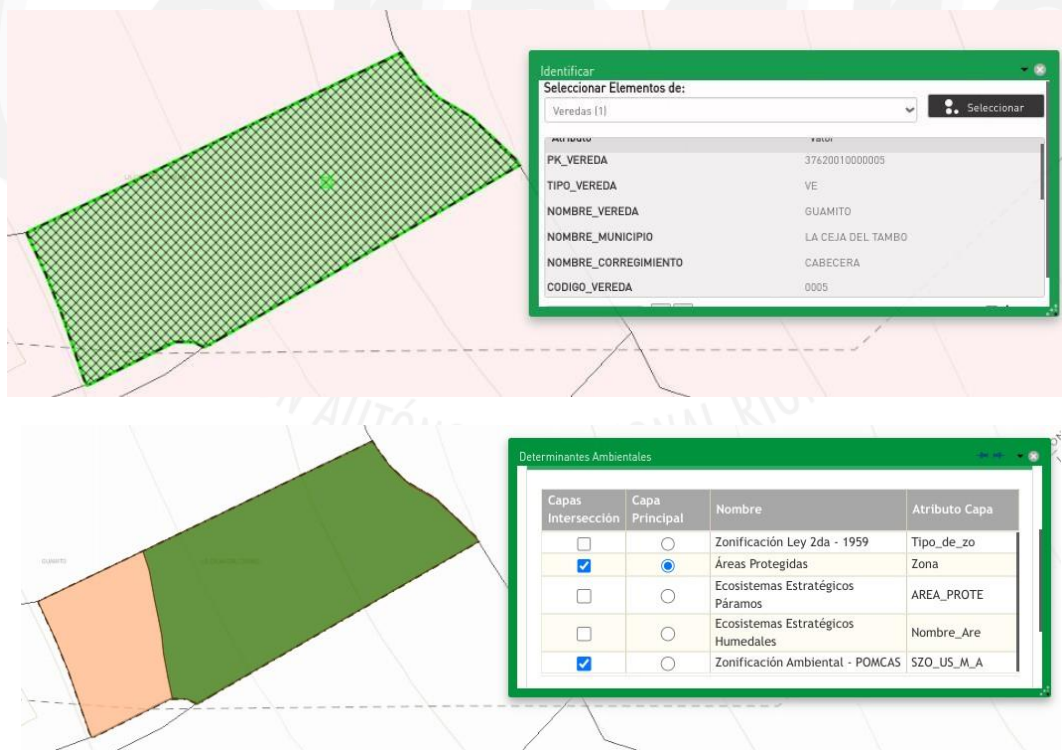 Identificar
Seleccionar Elementos de:
Veredas (1)
Seleccionar
Atributo Valor
PK_VEREDA 37620010000005
TIPO_VEREDA VE
NOMBRE_VEREDA GUAMITO
NOMBRE_MUNICIPIO LA CEJA DEL TAMBO
NOMBRE_CORREGIMIENTO CABECERA
CODIGO_VEREDA 0005
Determinantes Ambientales
Capas Intersección Capa Principal Nombre Atributo Capa
Zonificación Ley 2da - 1959 Tipo_de_zo
Áreas Protegidas Zona
Ecosistemas Estratégicos
Páramos AREA_PROTE
Ecosistemas Estratégicos
Humedales Nombre_Are
Zonificación Ambiental - POMCAS SZO_US_M_A
GUAMITO